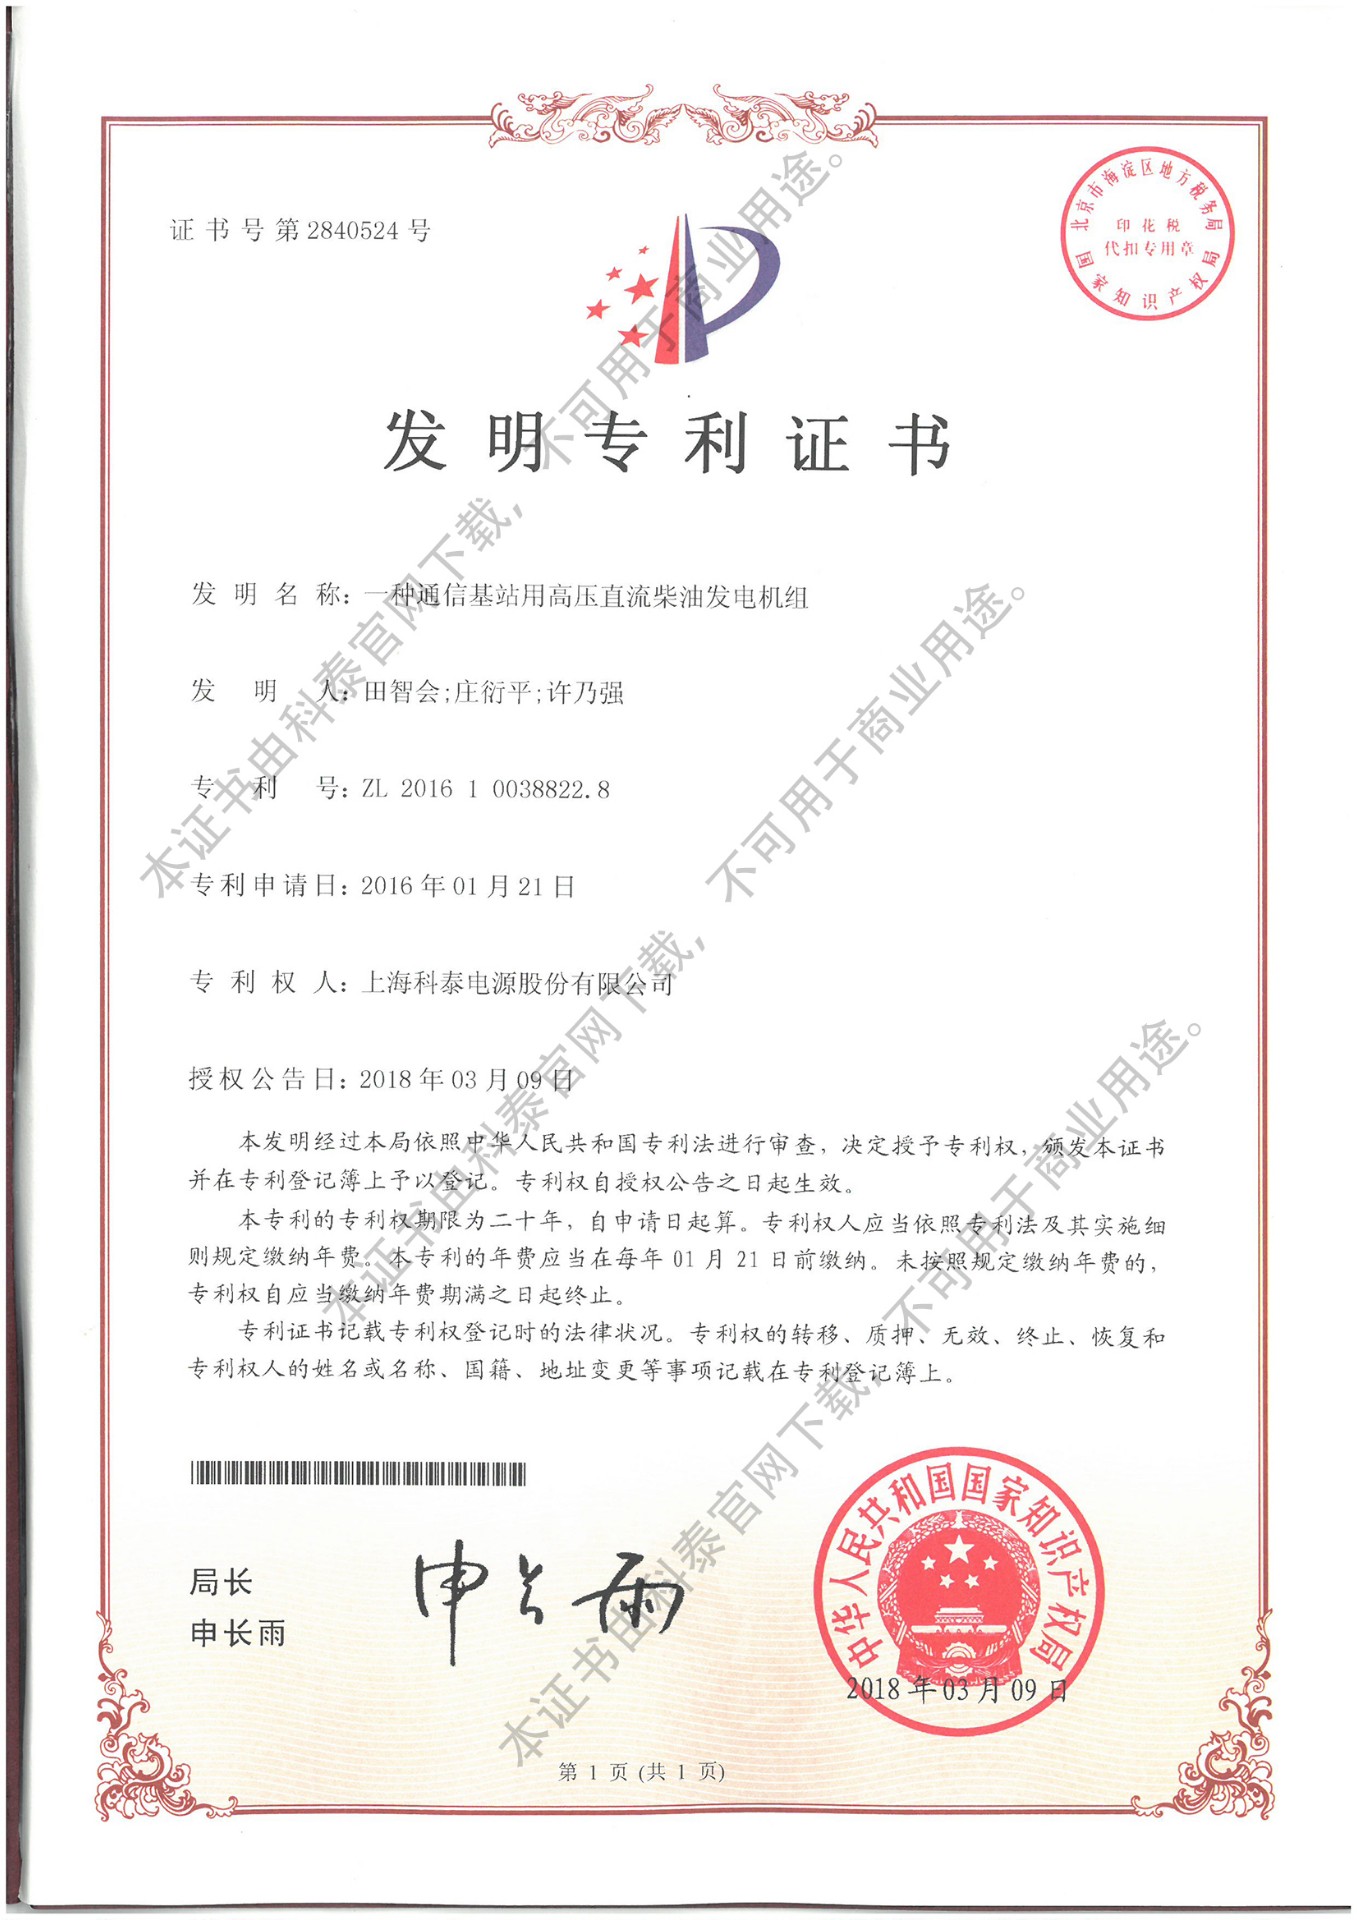 证书号第2840524号
北京市海淀区地方税务局
印花税
代扣专用章
国家知识产权局
发明专利证书
发明名称：一种通信基站用高压直流柴油发电机组
发明人：田智会;庄衍平;许乃强
专利号：ZL 2016 1 0038822.8
专利申请日：2016年01月21日
专利权人：上海科泰电源股份有限公司
授权公告日：2018年03月09日
本发明经过本局依照中华人民共和国专利法进行审查，决定授予专利权，颁发本证书
并在专利登记簿上予以登记。专利权自授权公告之日起生效。
本专利的专利权期限为二十年，自申请日起算。专利权人应当依照专利法及其实施细
则规定缴纳年费。本专利的年费应当在每年 01 月 21 日前缴纳。未按照规定缴纳年费的，
专利权自应当缴纳年费期满之日起终止。
专利证书记载专利权登记时的法律状况。专利权的转移、质押、无效、终止、恢复和
专利权人的姓名或名称、国籍、地址变更等事项记载在专利登记簿上。
局长
申长雨
申长雨
中华人民共和国国家知识产权局
2018年03月09日
第 1 页 (共 1 页)
本证书由科泰官网下载，不可用于商业用途。
本证书由科泰官网下载，不可用于商业用途。
本证书由科泰官网下载，不可用于商业用途。